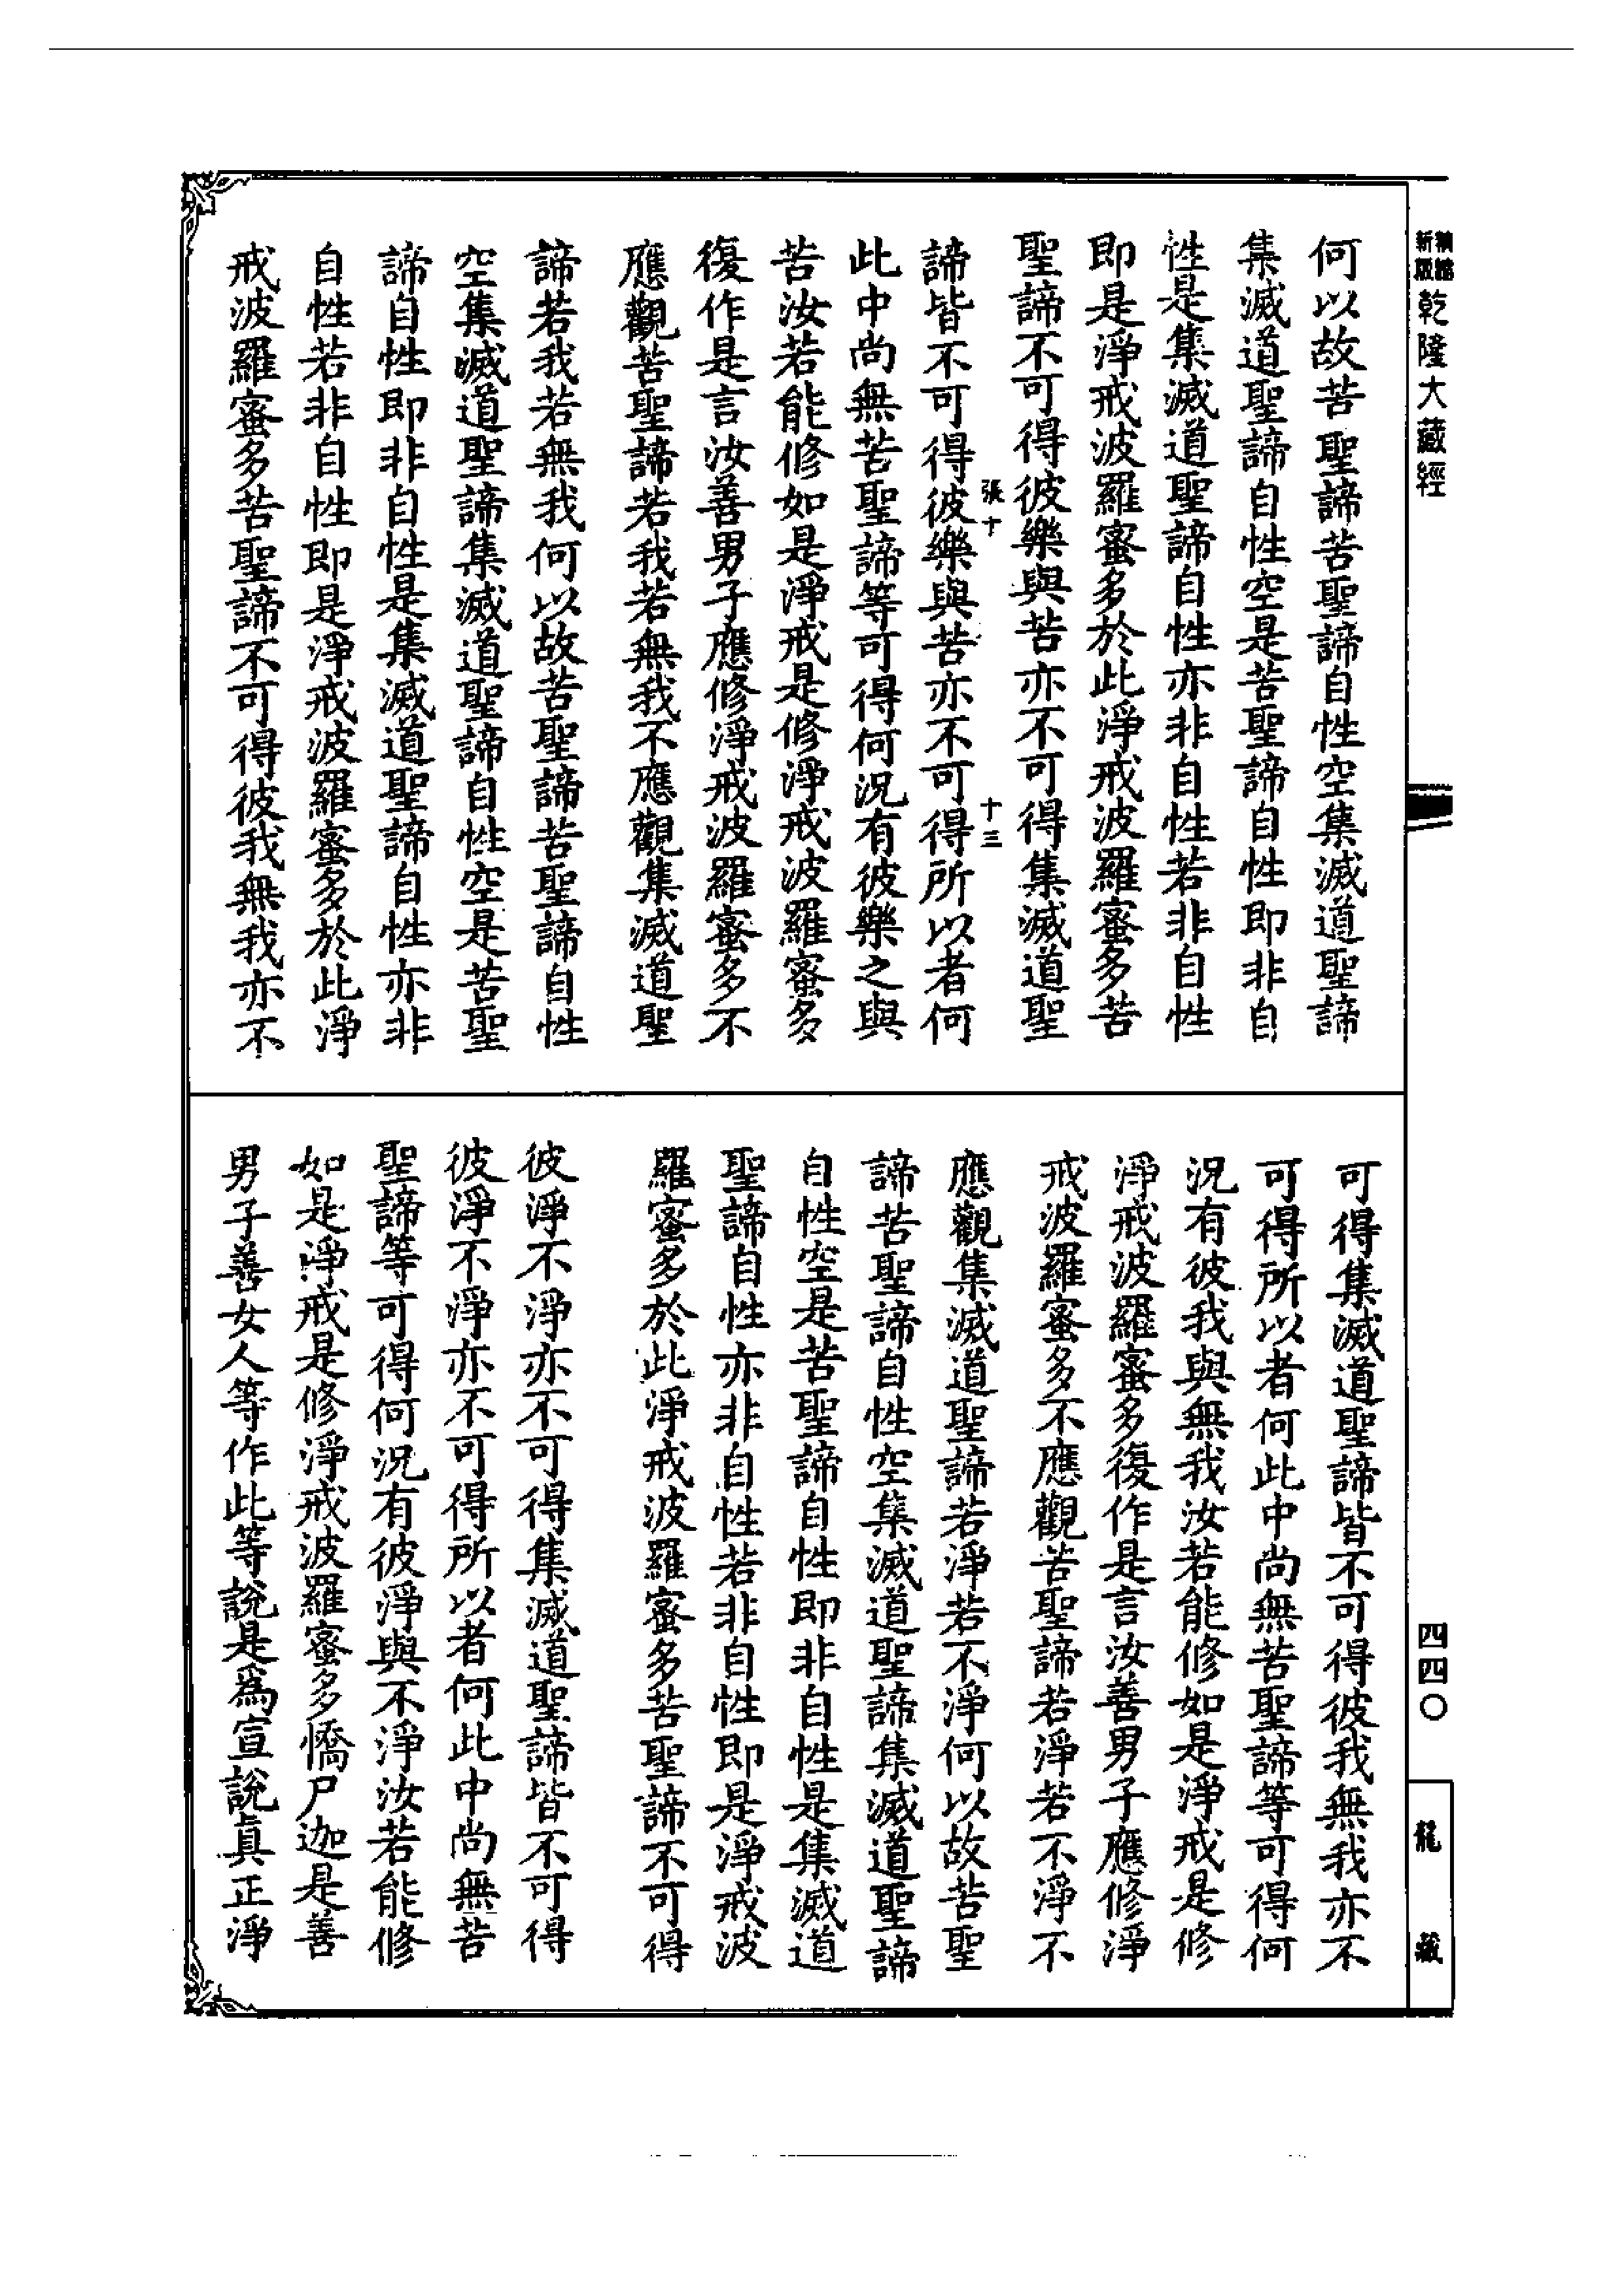 新版
精縮
乾隆大藏經
四四〇
龍藏
何以故苦聖諦苦聖諦自性空集滅道聖諦
集滅道聖諦自性空是苦聖諦自性即非自
性是集滅道聖諦自性亦非自性若非自性
即是淨戒波羅蜜多於此淨戒波羅蜜多苦
聖諦不可得彼樂與苦亦不可得集滅道聖
張十
十三
諦皆不可得彼樂與苦亦不可得所以者何
此中尚無苦聖諦等可得何況有彼樂之與
苦汝若能修如是淨戒是修淨戒波羅蜜多
復作是言汝善男子應修淨戒波羅蜜多不
應觀苦聖諦若我若無我不應觀集滅道聖
諦若我若無我何以故苦聖諦苦聖諦自性
空集滅道聖諦集滅道聖諦自性空是苦聖
諦自性即非自性是集滅道聖諦自性亦非
自性若非自性即是淨戒波羅蜜多於此淨
戒波羅蜜多苦聖諦不可得彼我無我亦不
可得集滅道聖諦皆不可得彼我無我亦不
可得所以者何此中尚無苦聖諦等可得何
況有彼我與無我汝若能修如是淨戒是修
淨戒波羅蜜多復作是言汝善男子應修淨
戒波羅蜜多不應觀苦聖諦若淨若不淨不
應觀集滅道聖諦若淨若不淨何以故苦聖
諦苦聖諦自性空集滅道聖諦集滅道聖諦
自性空是苦聖諦自性即非自性是集滅道
聖諦自性亦非自性若非自性即是淨戒波
羅蜜多於此淨戒波羅蜜多苦聖諦不可得
彼淨不淨亦不可得集滅道聖諦皆不可得
彼淨不淨亦不可得所以者何此中尚無苦
聖諦等可得何況有彼淨與不淨汝若能修
如是淨戒是修淨戒波羅蜜多憍尸迦是善
男子善女人等作此等說是為宣說真正淨